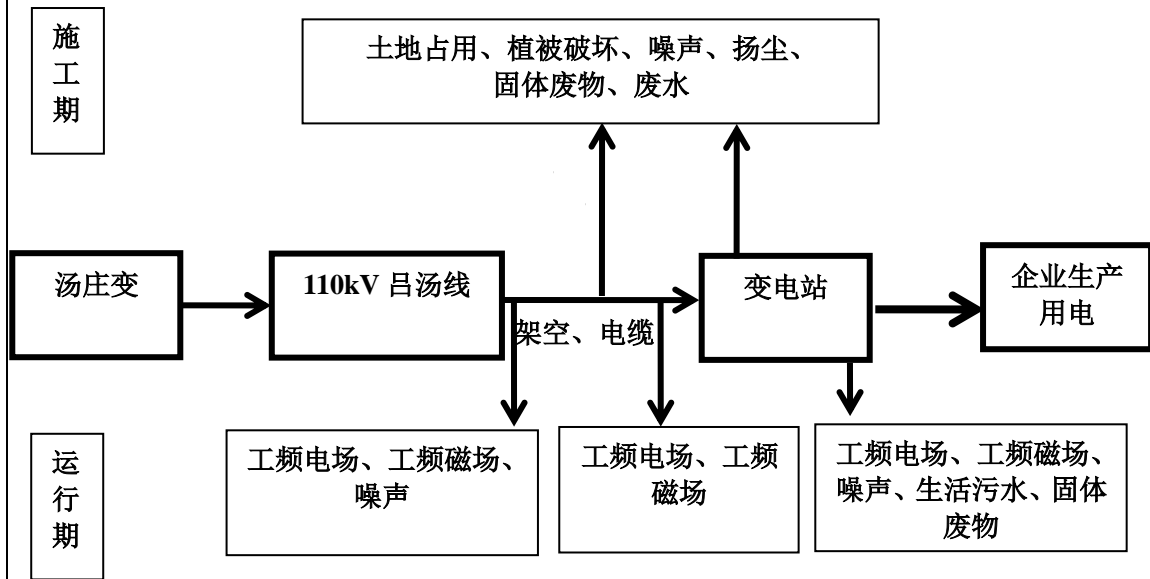 施
工
期
土地占用、植被破坏、噪声、扬尘、
固体废物、废水
汤庄变
110kV 吕汤线
架空、电缆
变电站
企业生产
用电
运
行
期
工频电场、工频磁场、
噪声
工频电场、工频
磁场
工频电场、工频磁场、
噪声、生活污水、固体
废物